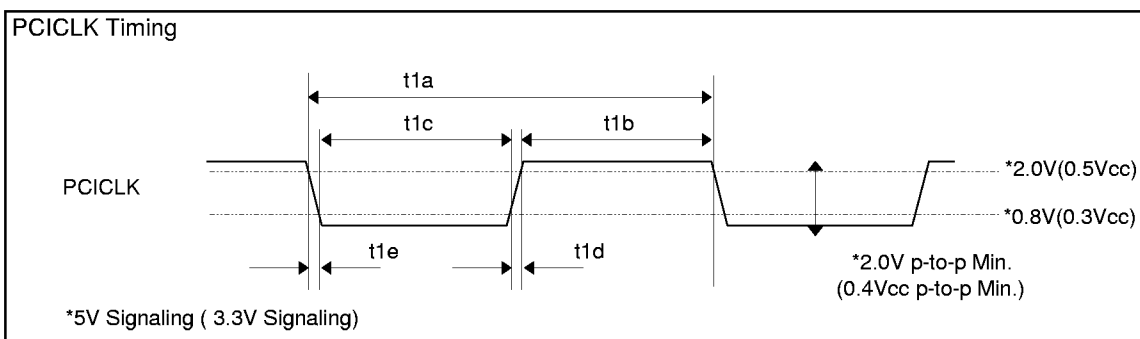 PCICLK Timing
t1a
t1c
t1b
PCICLK
*2.0V(0.5Vcc)
*0.8V(0.3Vcc)
t1e
t1d
*2.0V p-to-p Min.
(0.4Vcc p-to-p Min.)
*5V Signaling ( 3.3V Signaling)